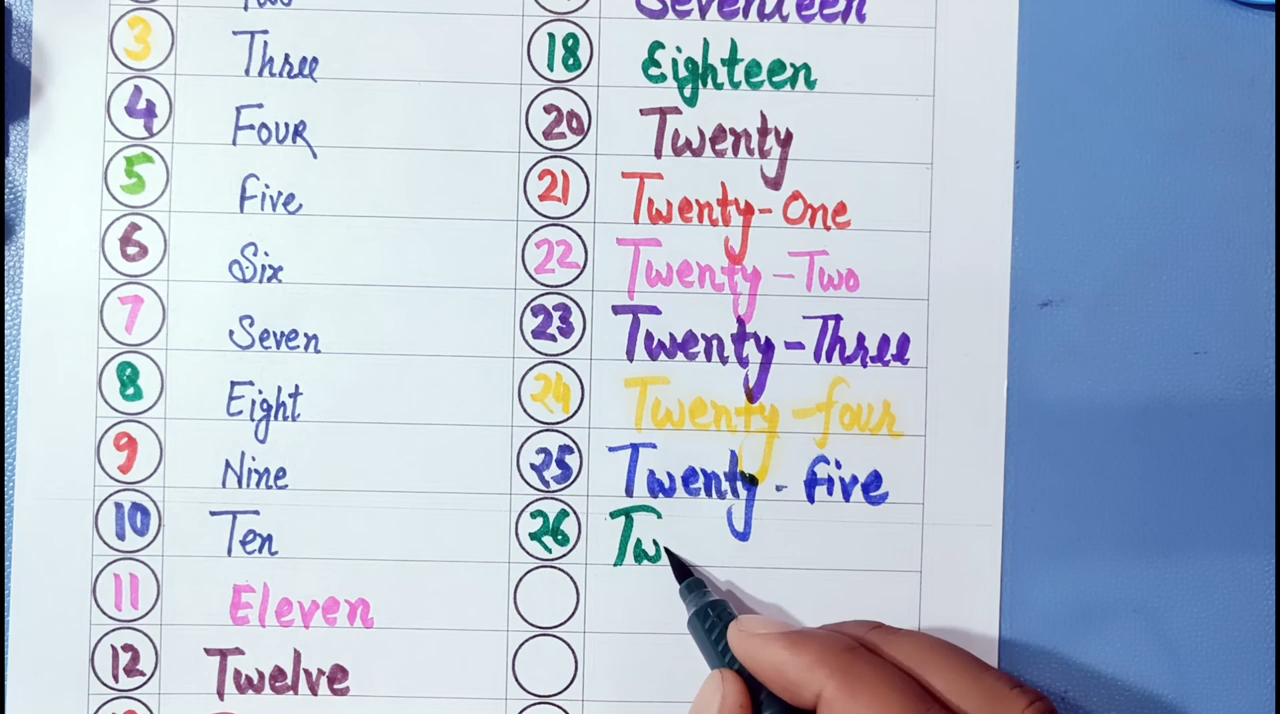 3 Three
4 FOUR
5 Five
6 Six
7 Seven
8 Eight
9 Nine
10 Ten
11 Eleven
12 Twelve
Seventeen
18 Eighteen
20 Twenty
21 Twenty-One
22 Twenty-Two
23 Twenty-Three
24 Twenty-four
25 Twenty-five
26 Tw